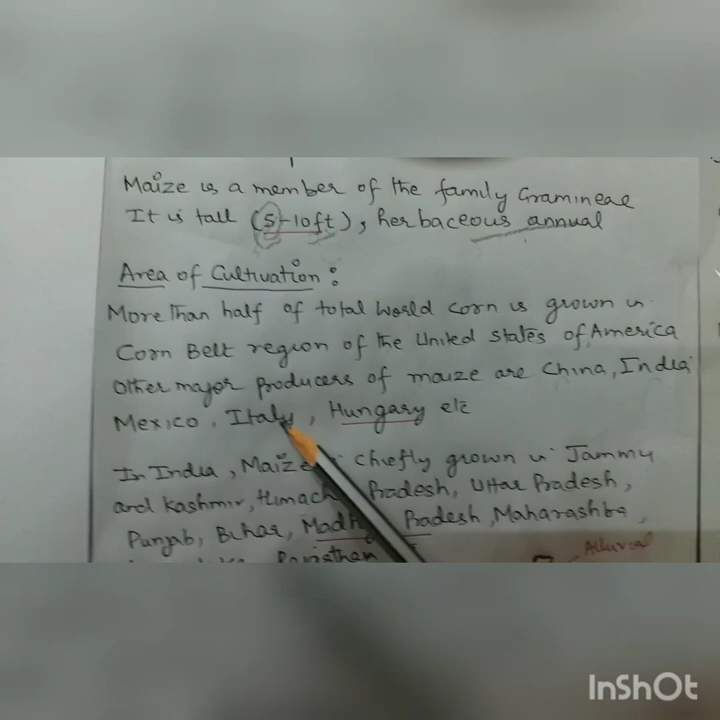 Maize is a member of the family Gramineae
It is tall (5-10ft), herbaceous annual
Area of Cultivation:
More than half of total world corn is grown in
Corn Belt region of the United states of America
Other major producers of maize are China, India
Mexico, Italy, Hungary etc
In India, Maize chiefly grown in Jammu
and Kashmir, Himach Pradesh, Uttar Pradesh,
Punjab, Bihar, Madh Pradesh, Maharashtra,
Rajasthan
Alluvial
InShOt